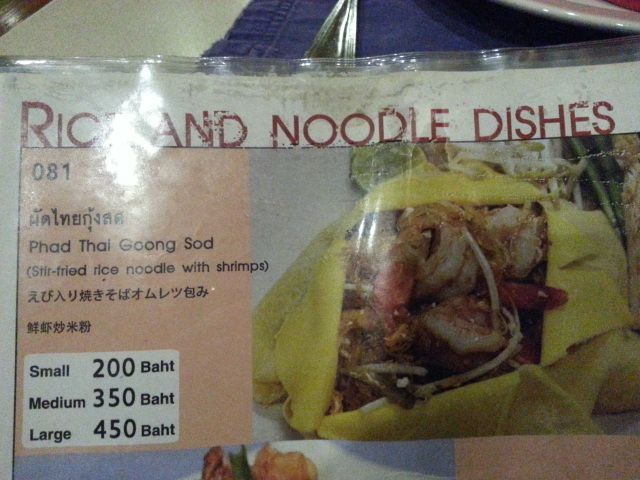 RICE AND NOODLE DISHES
081
ผัดไทยกุ้งสด
Phad Thai Goong Sod
(Stir-fried rice noodle with shrimps)
えび入り焼きそばオムレツ包み
鮮虾炒米粉
Small 200 Baht
Medium 350 Baht
Large 450 Baht